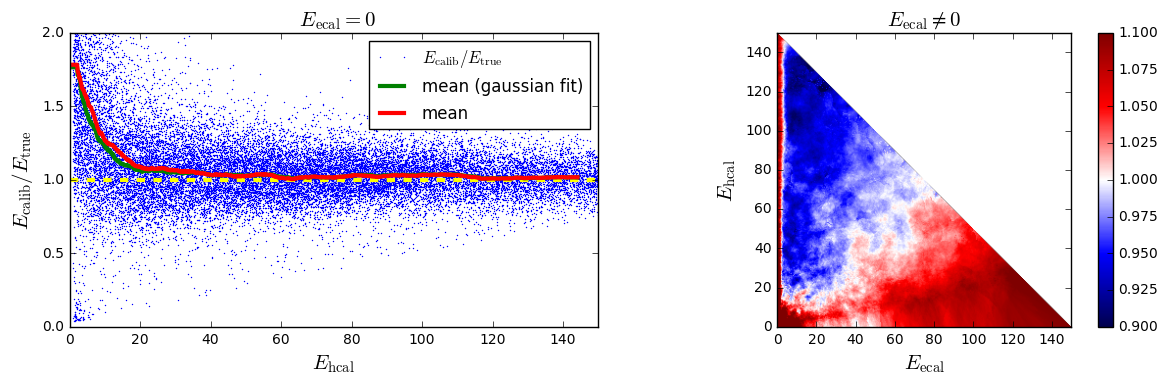 E_ecal = 0
2.0
1.5
1.0
0.5
0.0
E_calib/E_true
E_calib/E_true
mean (gaussian fit)
mean
0 20 40 60 80 100 120 140
E_hcal
E_ecal ≠ 0
140
120
100
80
60
40
20
0
E_hcal
0 20 40 60 80 100 120 140
E_ecal
1.100
1.075
1.050
1.025
1.000
0.975
0.950
0.925
0.900